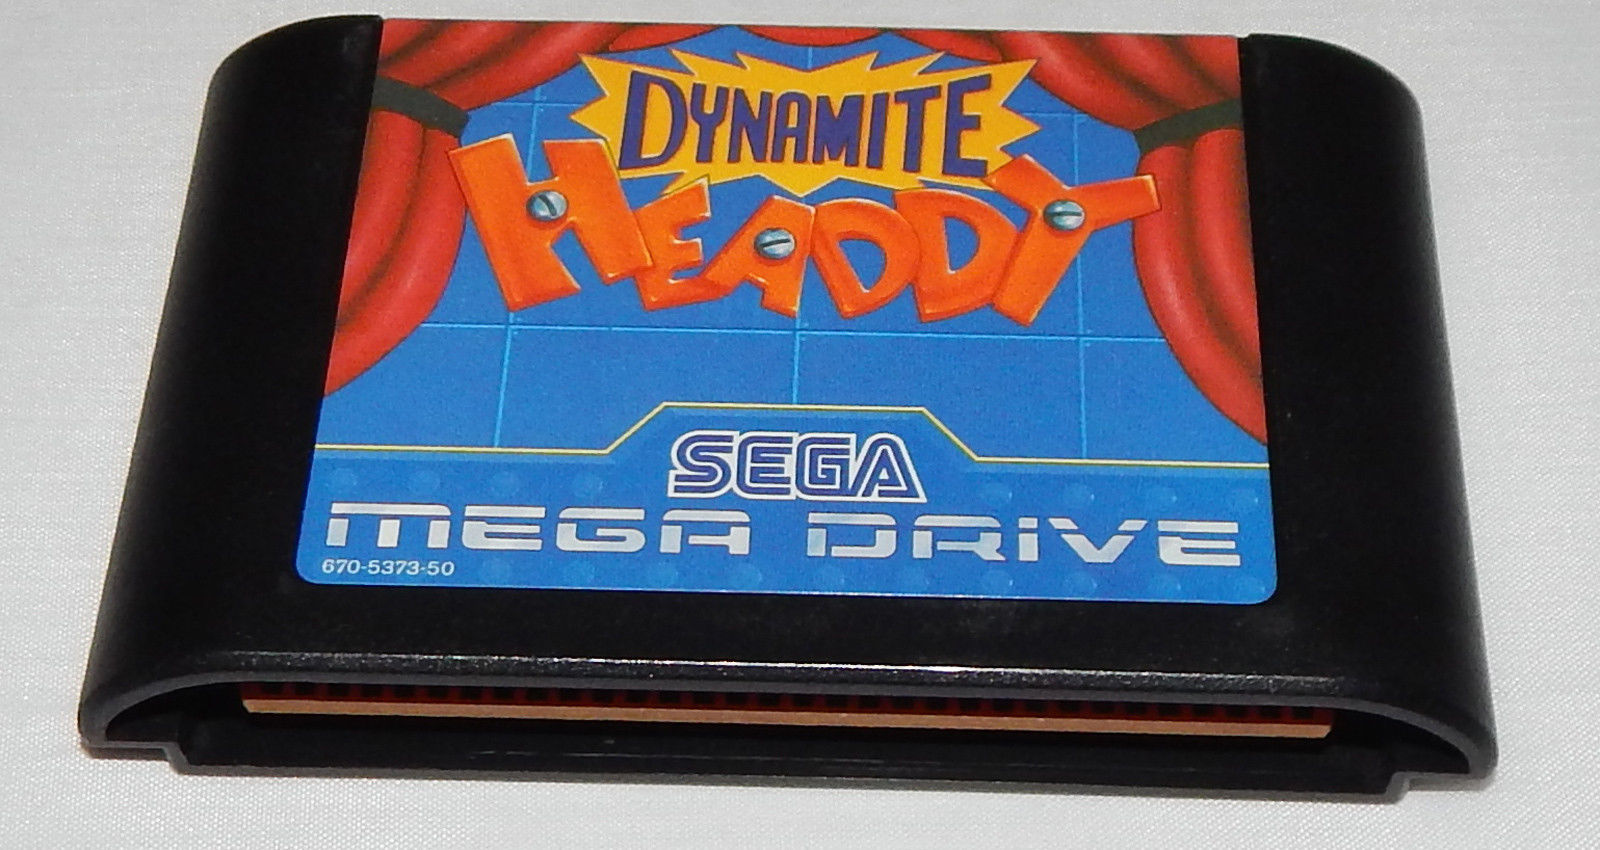 DYNAMITE
HEADDY
SEGA
MEGA DRIVE
670-5373-50